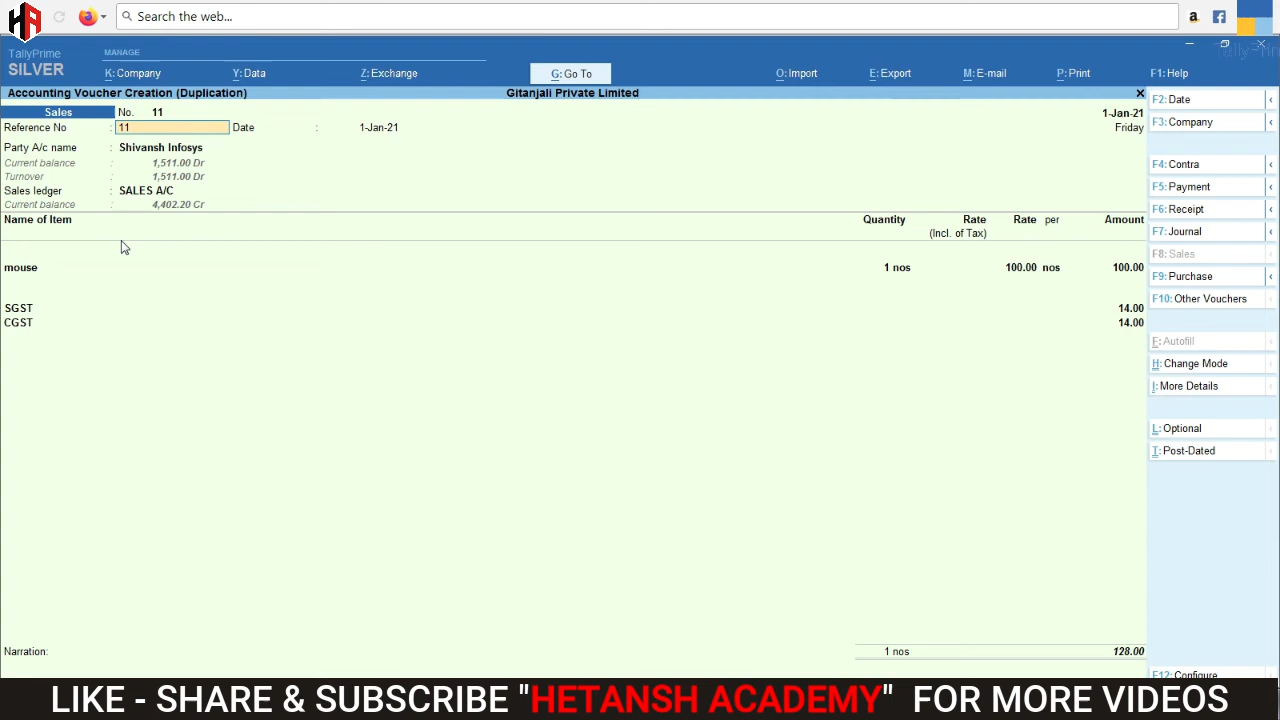 HA
Search the web...
TallyPrime
SILVER
MANAGE
K: Company
Y: Data
Z: Exchange
G: Go To
O: Import
E: Export
M: E-mail
P: Print
F1: Help
Accounting Voucher Creation (Duplication)
Gitanjali Private Limited
Sales No. 11
1-Jan-21
Reference No : 11 Date : 1-Jan-21
Friday
Party A/c name : Shivansh Infosys
Current balance : 1,511.00 Dr
Turnover : 1,511.00 Dr
Sales ledger : SALES A/C
Current balance : 4,402.20 Cr
Name of Item Quantity Rate Rate per Amount
(Incl. of Tax)
mouse 1 nos 100.00 nos 100.00
SGST 14.00
CGST 14.00
Narration: 1 nos 128.00
F2: Date
F3: Company
F4: Contra
F5: Payment
F6: Receipt
F7: Journal
F8: Sales
F9: Purchase
F10: Other Vouchers
F: Autofill
H: Change Mode
I: More Details
L: Optional
T: Post-Dated
F12: Configure
LIKE - SHARE & SUBSCRIBE "HETANSH ACADEMY" FOR MORE VIDEOS